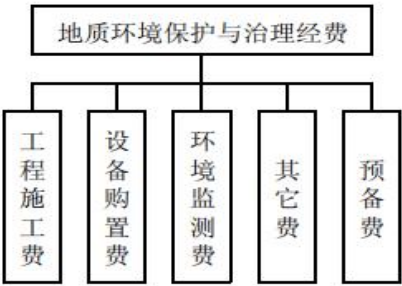 地质环境保护与治理经费
工程施工费
设备购置费
环境监测费
其它费
预备费